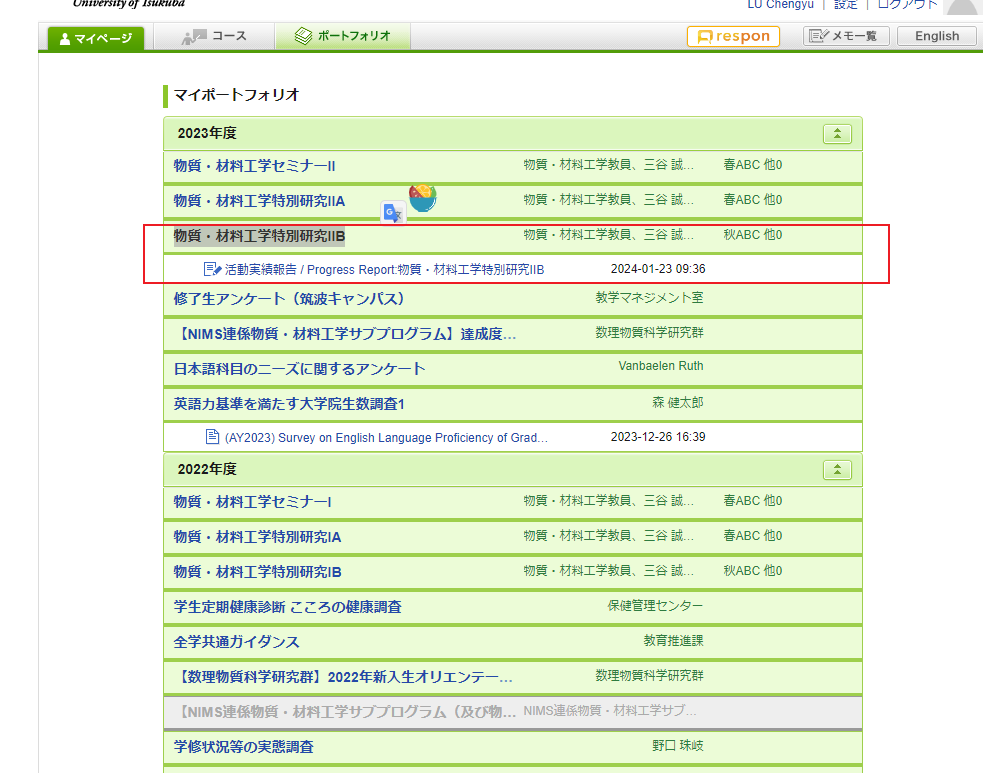 University of Tsukuba
LU Chengyu | 設定 | ログアウト
マイページ コース ポートフォリオ respon メモ一覧 English
マイポートフォリオ
2023年度
物質・材料工学セミナーII 物質・材料工学教員、三谷 誠... 春ABC 他0
物質・材料工学特別研究IIA 物質・材料工学教員、三谷 誠... 春ABC 他0
物質・材料工学特別研究IIB 物質・材料工学教員、三谷 誠... 秋ABC 他0
活動実績報告 / Progress Report:物質・材料工学特別研究IIB 2024-01-23 09:36
修了生アンケート（筑波キャンパス） 教学マネジメント室
【NIMS連係物質・材料工学サブプログラム】達成度... 数理物質科学研究群
日本語科目のニーズに関するアンケート Vanbaelen Ruth
英語力基準を満たす大学院生数調査1 森 健太郎
(AY2023) Survey on English Language Proficiency of Grad... 2023-12-26 16:39
2022年度
物質・材料工学セミナーI 物質・材料工学教員、三谷 誠... 春ABC 他0
物質・材料工学特別研究IA 物質・材料工学教員、三谷 誠... 春ABC 他0
物質・材料工学特別研究IB 物質・材料工学教員、三谷 誠... 秋ABC 他0
学生定期健康診断 こころの健康調査 保健管理センター
全学共通ガイダンス 教育推進課
【数理物質科学研究群】2022年新入生オリエンテー... 数理物質科学研究群
【NIMS連係物質・材料工学サブプログラム（及び物... NIMS連係物質・材料工学サブ...
学修状況等の実態調査 野口 珠岐